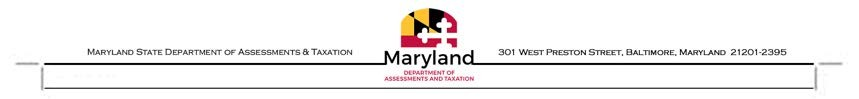 Maryland State Department of Assessments & Taxation
Maryland
DEPARTMENT OF
ASSESSMENTS AND TAXATION
301 West Preston Street, Baltimore, Maryland 21201-2395